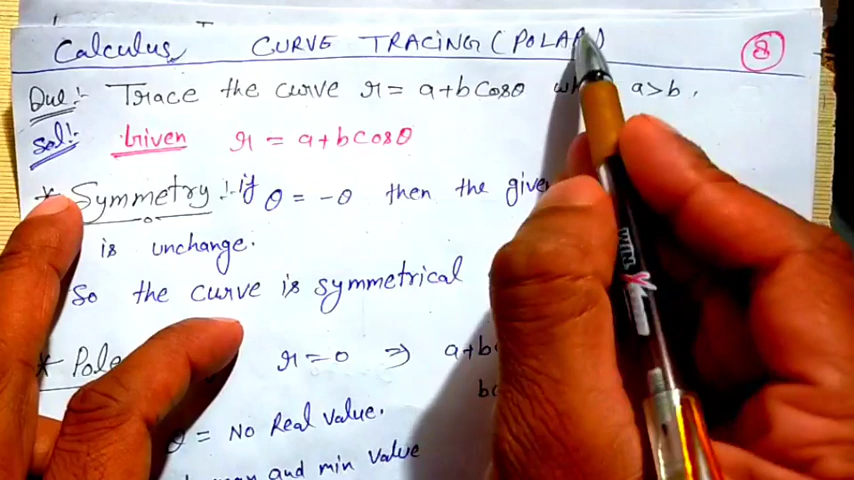 Calculus CURVE TRACING (POLAR) 8
Que:- Trace the curve r = a+bcosθ a>b.
Sol:- Given r = a+bcosθ
* Symmetry :- if θ = -θ then the
is unchange.
So the curve is symmetrical
* Pole r=0 ⇒
θ = No Real value.
and min value